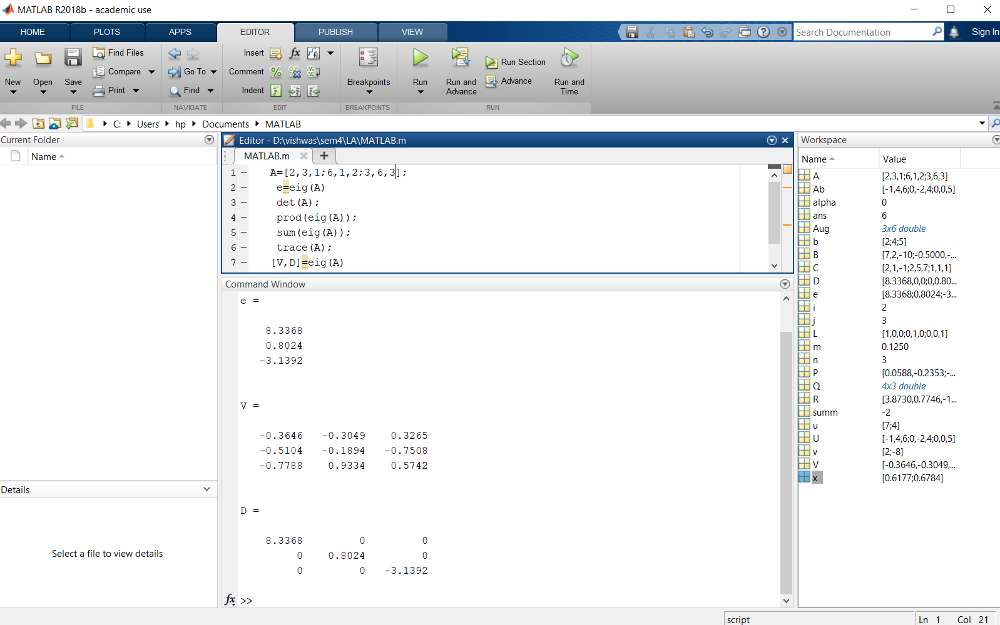 MATLAB R2018b - academic use
HOME PLOTS APPS EDITOR PUBLISH VIEW
Search Documentation
Sign In
New
Open
Save
Find Files
Compare
Print
FILE
Go To
Find
NAVIGATE
Insert fx
Comment
Indent
EDIT
Breakpoints
BREAKPOINTS
Run
Run and Advance
Run Section
Advance
Run and Time
RUN
C: Users hp Documents MATLAB
Current Folder
Name
Details
Select a file to view details
Editor - D:\vishwas\sem4\LA\MATLAB.m
MATLAB.m
1 – A=[2,3,1;6,1,2;3,6,3];
2 – e=eig(A)
3 – det(A);
4 – prod(eig(A));
5 – sum(eig(A));
6 – trace(A);
7 – [V,D]=eig(A)
Command Window
e =
8.3368
0.8024
-3.1392
V =
-0.3646 -0.3049 0.3265
-0.5104 -0.1894 -0.7508
-0.7788 0.9334 0.5742
D =
8.3368 0 0
0 0.8024 0
0 0 -3.1392
fx >>
Workspace
Name Value
A [2,3,1;6,1,2;3,6,3]
Ab [-1,4,6;0,-2,4;0,0,5]
alpha 0
ans 6
Aug 3x6 double
b [2;4;5]
B [7,2,-10;-0.5000,-...
C [2,1,-1;2,5,7;1,1,1]
D [8.3368,0,0;0,0.80...
e [8.3368;0.8024;-3...
i 2
j 3
L [1,0,0;0,1,0;0,0,1]
m 0.1250
n 3
P [0.0588,-0.2353;-...
Q 4x3 double
R [3.8730,0.7746,-1...
summ -2
u [7;4]
U [-1,4,6;0,-2,4;0,0,5]
v [2;-8]
V [-0.3646,-0.3049,...
x [0.6177;0.6784]
script
Ln 1 Col 21